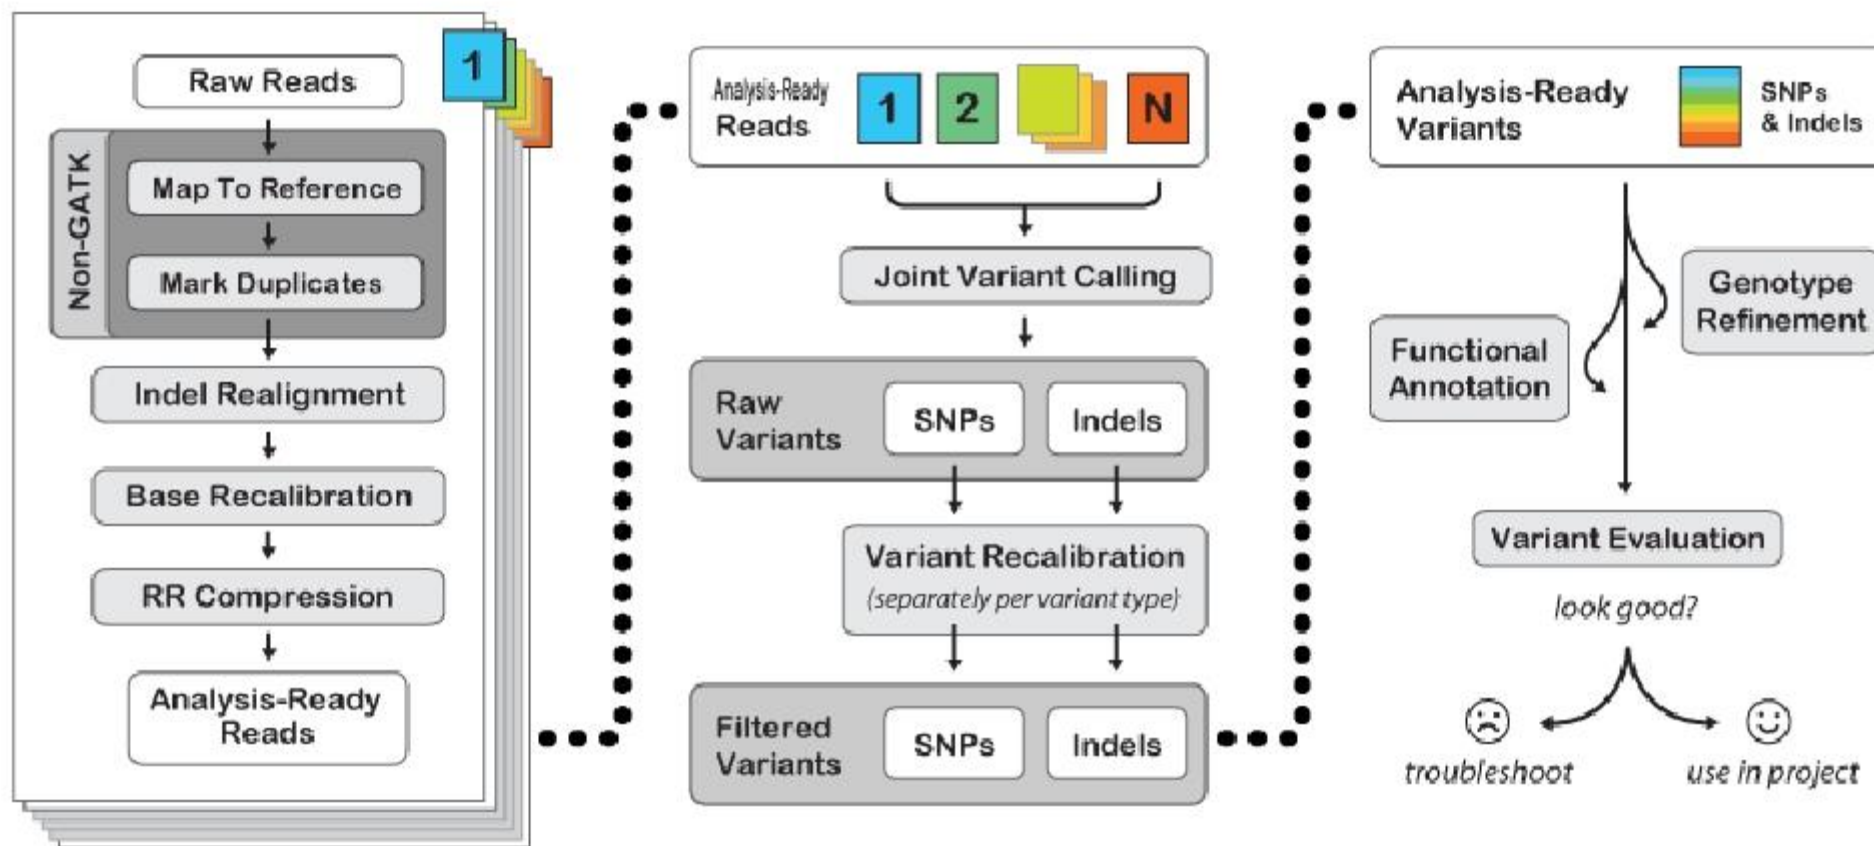 1
Raw Reads
Non-GATK
Map To Reference
Mark Duplicates
Indel Realignment
Base Recalibration
RR Compression
Analysis-Ready
Reads
Analysis-Ready
Reads
1
2
N
Joint Variant Calling
Raw
Variants
SNPs
Indels
Variant Recalibration
(separately per variant type)
Filtered
Variants
SNPs
Indels
Analysis-Ready
Variants
SNPs
& Indels
Genotype
Refinement
Functional
Annotation
Variant Evaluation
look good?
troubleshoot
use in project